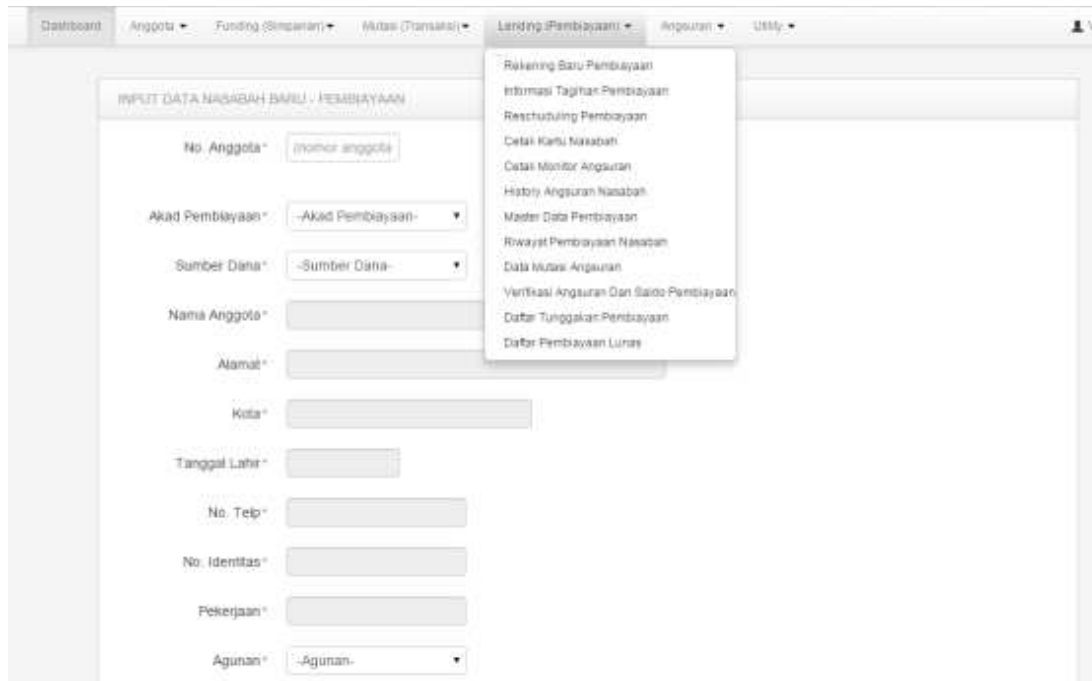 Dashboard Anggota Funding (Simpanan) Mutasi (Transaksi) Lending (Pembiayaan) Angsuran Utility
Rekening Baru Pembiayaan
Informasi Tagihan Pembiayaan
Reschuduling Pembiayaan
Cetak Kartu Nasabah
Cetak Monitor Angsuran
History Angsuran Nasabah
Master Data Pembiayaan
Riwayat Pembiayaan Nasabah
Data Mutasi Angsuran
Verifikasi Angsuran Dan Saldo Pembiayaan
Daftar Tunggakan Pembiayaan
Daftar Pembiayaan Lunas
INPUT DATA NASABAH BARU - PEMBIAYAAN
No. Anggota* (nomor anggota
Akad Pembiayaan* -Akad Pembiayaan-
Sumber Dana* -Sumber Dana-
Nama Anggota*
Alamat*
Kota*
Tanggal Lahir*
No. Telp*
No. Identitas*
Pekerjaan*
Agunan* -Agunan-